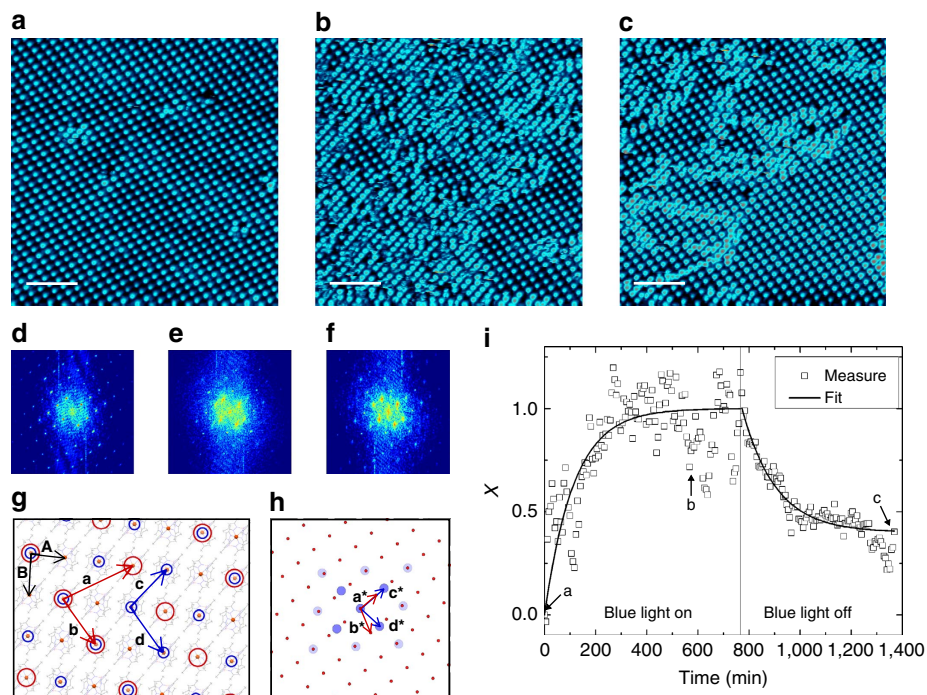 a
b
c
d
e
f
i
Measure
Fit
1.0
0.5
0.0
X
a
b
c
Blue light on
Blue light off
0
200
400
600
800
1,000
1,200
1,400
Time (min)
g
A
B
a
b
c
d
h
a*
b*
c*
d*